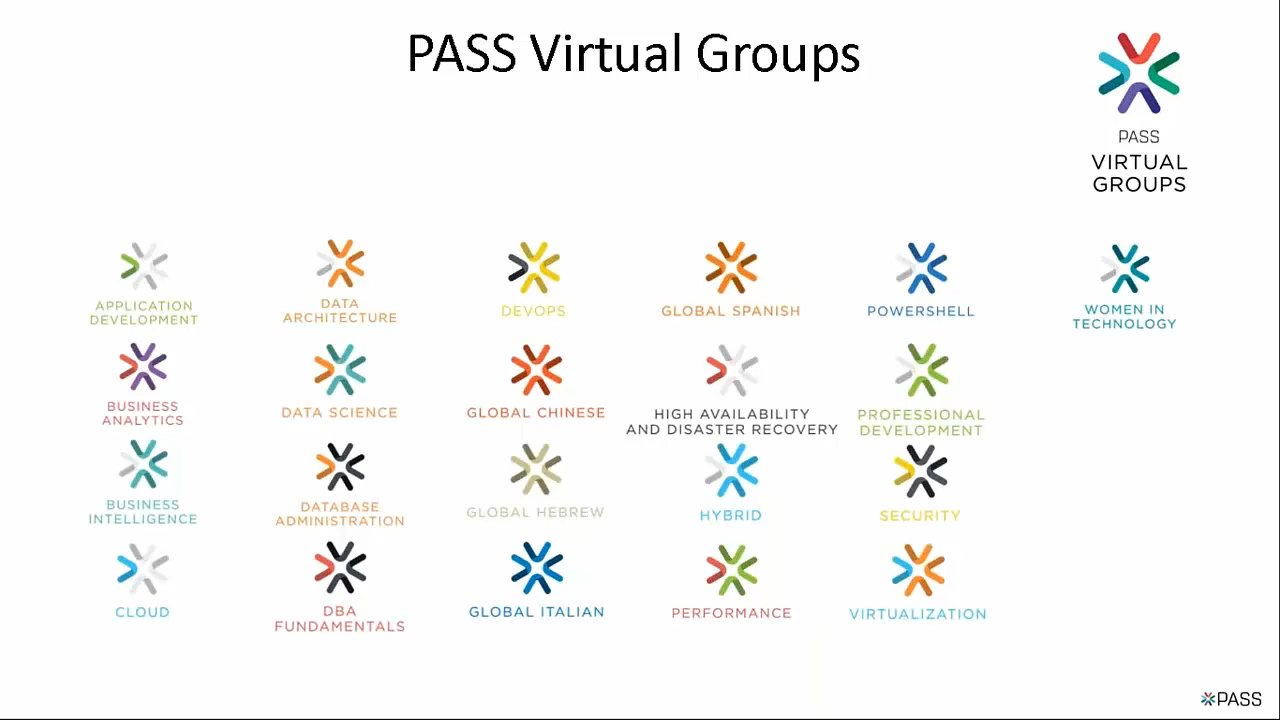 PASS Virtual Groups
PASS
VIRTUAL
GROUPS
APPLICATION
DEVELOPMENT
DATA
ARCHITECTURE
DEVOPS
GLOBAL SPANISH
POWERSHELL
WOMEN IN
TECHNOLOGY
BUSINESS
ANALYTICS
DATA SCIENCE
GLOBAL CHINESE
HIGH AVAILABILITY
AND DISASTER RECOVERY
PROFESSIONAL
DEVELOPMENT
BUSINESS
INTELLIGENCE
DATABASE
ADMINISTRATION
GLOBAL HEBREW
HYBRID
SECURITY
CLOUD
DBA
FUNDAMENTALS
GLOBAL ITALIAN
PERFORMANCE
VIRTUALIZATION
PASS